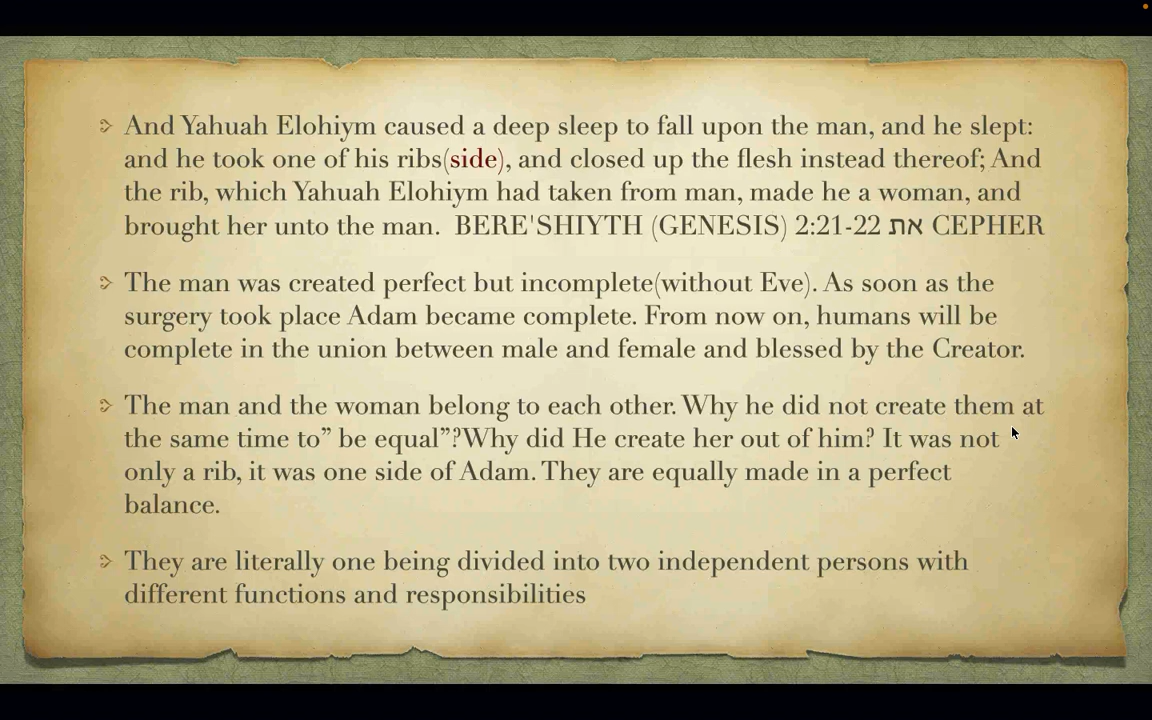 And Yahuah Elohiym caused a deep sleep to fall upon the man, and he slept:
and he took one of his ribs(side), and closed up the flesh instead thereof; And
the rib, which Yahuah Elohiym had taken from man, made he a woman, and
brought her unto the man.  BERE'SHIYTH (GENESIS) 2:21-22 את CEPHER
The man was created perfect but incomplete(without Eve). As soon as the
surgery took place Adam became complete. From now on, humans will be
complete in the union between male and female and blessed by the Creator.
The man and the woman belong to each other. Why he did not create them at
the same time to” be equal”?Why did He create her out of him? It was not
only a rib, it was one side of Adam. They are equally made in a perfect
balance.
They are literally one being divided into two independent persons with
different functions and responsibilities